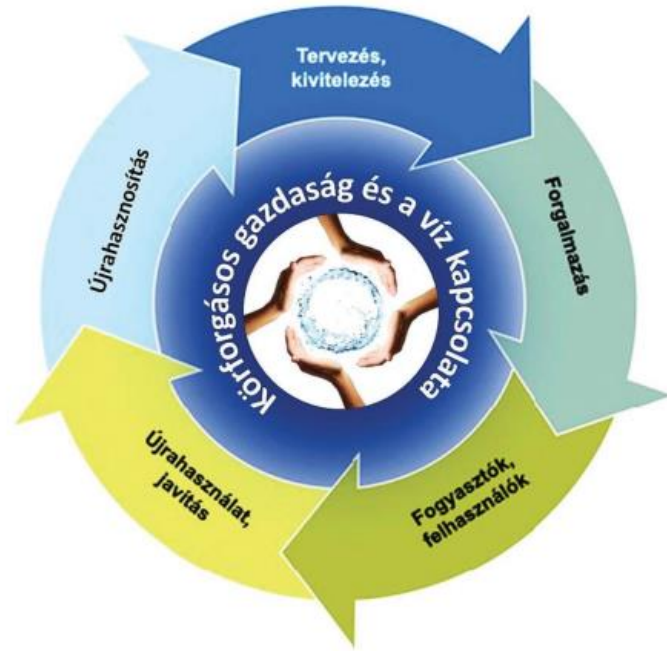 Tervezés,
kivitelezés
Forgalmazás
Fogyasztók,
felhasználók
Újrahasználat,
javítás
Újrahasznosítás
Körforgásos gazdaság és a víz kapcsolata